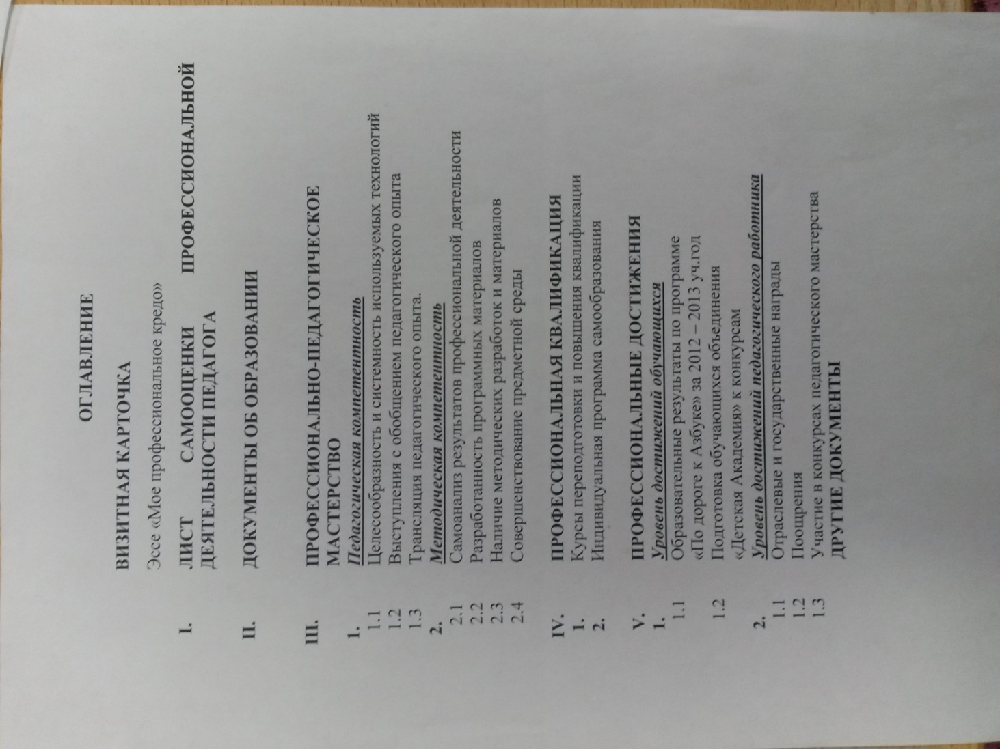 ОГЛАВЛЕНИЕ
ВИЗИТНАЯ КАРТОЧКА
Эссе «Мое профессиональное кредо»
I. ЛИСТ САМООЦЕНКИ ПРОФЕССИОНАЛЬНОЙ
ДЕЯТЕЛЬНОСТИ ПЕДАГОГА
II. ДОКУМЕНТЫ ОБ ОБРАЗОВАНИИ
III. ПРОФЕССИОНАЛЬНО-ПЕДАГОГИЧЕСКОЕ
МАСТЕРСТВО
1. Педагогическая компетентность
1.1 Целесообразность и системность используемых технологий
1.2 Выступления с обобщением педагогического опыта
1.3 Трансляция педагогического опыта.
2. Методическая компетентность
2.1 Самоанализ результатов профессиональной деятельности
2.2 Разработанность программных материалов
2.3 Наличие методических разработок и материалов
2.4 Совершенствование предметной среды
IV. ПРОФЕССИОНАЛЬНАЯ КВАЛИФИКАЦИЯ
1. Курсы переподготовки и повышения квалификации
2. Индивидуальная программа самообразования
V. ПРОФЕССИОНАЛЬНЫЕ ДОСТИЖЕНИЯ
1. Уровень достижений обучающихся
1.1 Образовательные результаты по программе
«По дороге к Азбуке» за 2012 – 2013 уч.год
1.2 Подготовка обучающихся объединения
«Детская Академия» к конкурсам
2. Уровень достижений педагогического работника
1.1 Отраслевые и государственные награды
1.2 Поощрения
1.3 Участие в конкурсах педагогического мастерства
ДРУГИЕ ДОКУМЕНТЫ